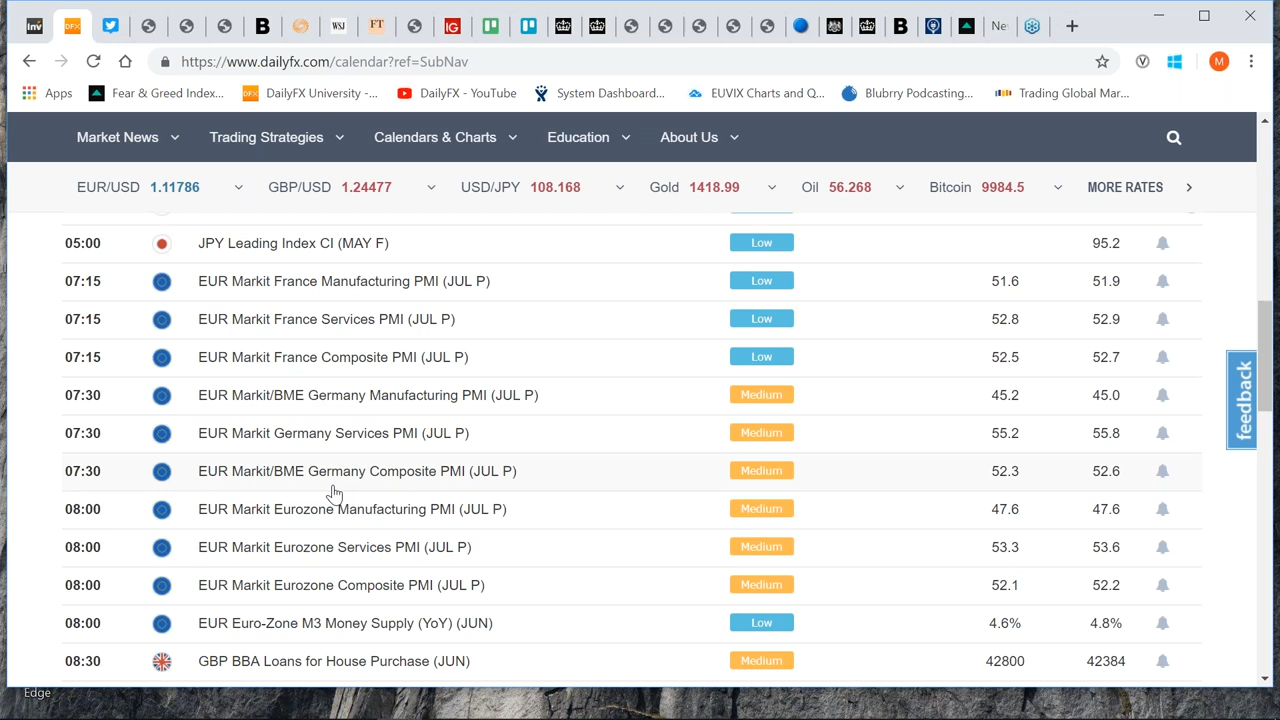 Inv DFX B WSJ FT IG B Ne
https://www.dailyfx.com/calendar?ref=SubNav
V M
Apps Fear & Greed Index... DFX DailyFX University -... DailyFX - YouTube System Dashboard... EUVIX Charts and Q... Blubrry Podcasting... Trading Global Mar...
Market News Trading Strategies Calendars & Charts Education About Us
EUR/USD 1.11786 GBP/USD 1.24477 USD/JPY 108.168 Gold 1418.99 Oil 56.268 Bitcoin 9984.5 MORE RATES
05:00 JPY Leading Index CI (MAY F) Low 95.2
07:15 EUR Markit France Manufacturing PMI (JUL P) Low 51.6 51.9
07:15 EUR Markit France Services PMI (JUL P) Low 52.8 52.9
07:15 EUR Markit France Composite PMI (JUL P) Low 52.5 52.7
07:30 EUR Markit/BME Germany Manufacturing PMI (JUL P) Medium 45.2 45.0
07:30 EUR Markit Germany Services PMI (JUL P) Medium 55.2 55.8
07:30 EUR Markit/BME Germany Composite PMI (JUL P) Medium 52.3 52.6
08:00 EUR Markit Eurozone Manufacturing PMI (JUL P) Medium 47.6 47.6
08:00 EUR Markit Eurozone Services PMI (JUL P) Medium 53.3 53.6
08:00 EUR Markit Eurozone Composite PMI (JUL P) Medium 52.1 52.2
08:00 EUR Euro-Zone M3 Money Supply (YoY) (JUN) Low 4.6% 4.8%
08:30 GBP BBA Loans for House Purchase (JUN) Medium 42800 42384
feedback
Edge